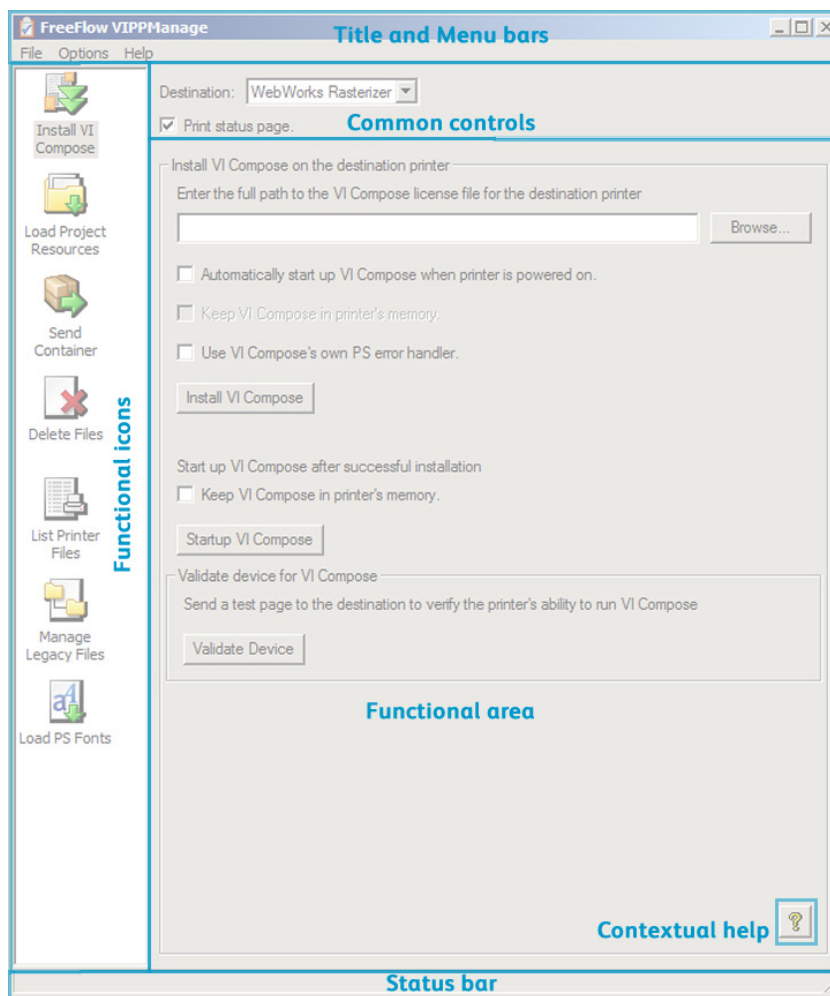 FreeFlow VIPPManage
Title and Menu bars
File Options Help
Install VI
Compose
Load Project
Resources
Send
Container
Delete Files
List Printer
Files
Manage
Legacy Files
Load PS Fonts
Functional icons
Destination: WebWorks Rasterizer
Print status page.
Common controls
Install VI Compose on the destination printer
Enter the full path to the VI Compose license file for the destination printer
Browse...
Automatically start up VI Compose when printer is powered on.
Keep VI Compose in printer's memory.
Use VI Compose's own PS error handler.
Install VI Compose
Start up VI Compose after successful installation
Keep VI Compose in printer's memory.
Startup VI Compose
Validate device for VI Compose
Send a test page to the destination to verify the printer's ability to run VI Compose
Validate Device
Functional area
Contextual help ?
Status bar